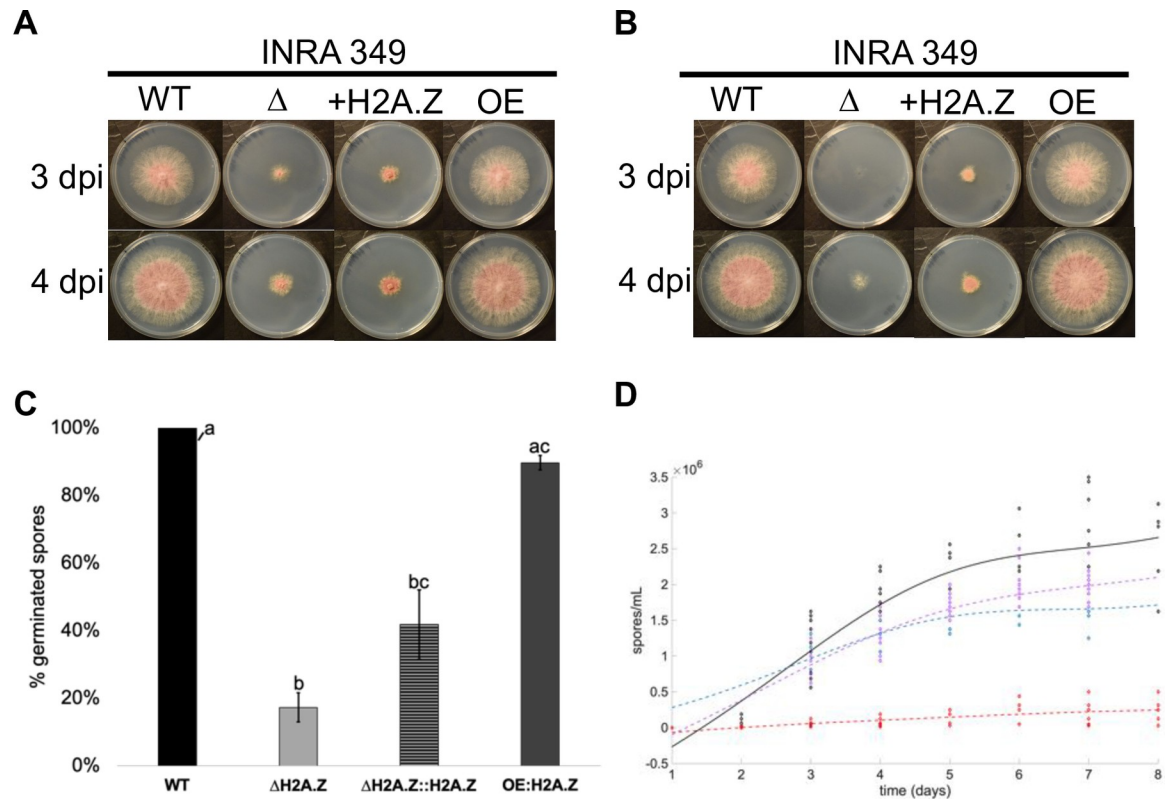 A
INRA 349
WT Δ +H2A.Z OE
3 dpi
4 dpi
B
INRA 349
WT Δ +H2A.Z OE
3 dpi
4 dpi
C
% germinated spores
100%
80%
60%
40%
20%
0%
a
b
bc
ac
WT ΔH2A.Z ΔH2A.Z::H2A.Z OE:H2A.Z
D
×10⁶
spores/mL
3.5
3
2.5
2
1.5
1
0.5
0
-0.5
1 2 3 4 5 6 7 8
time (days)